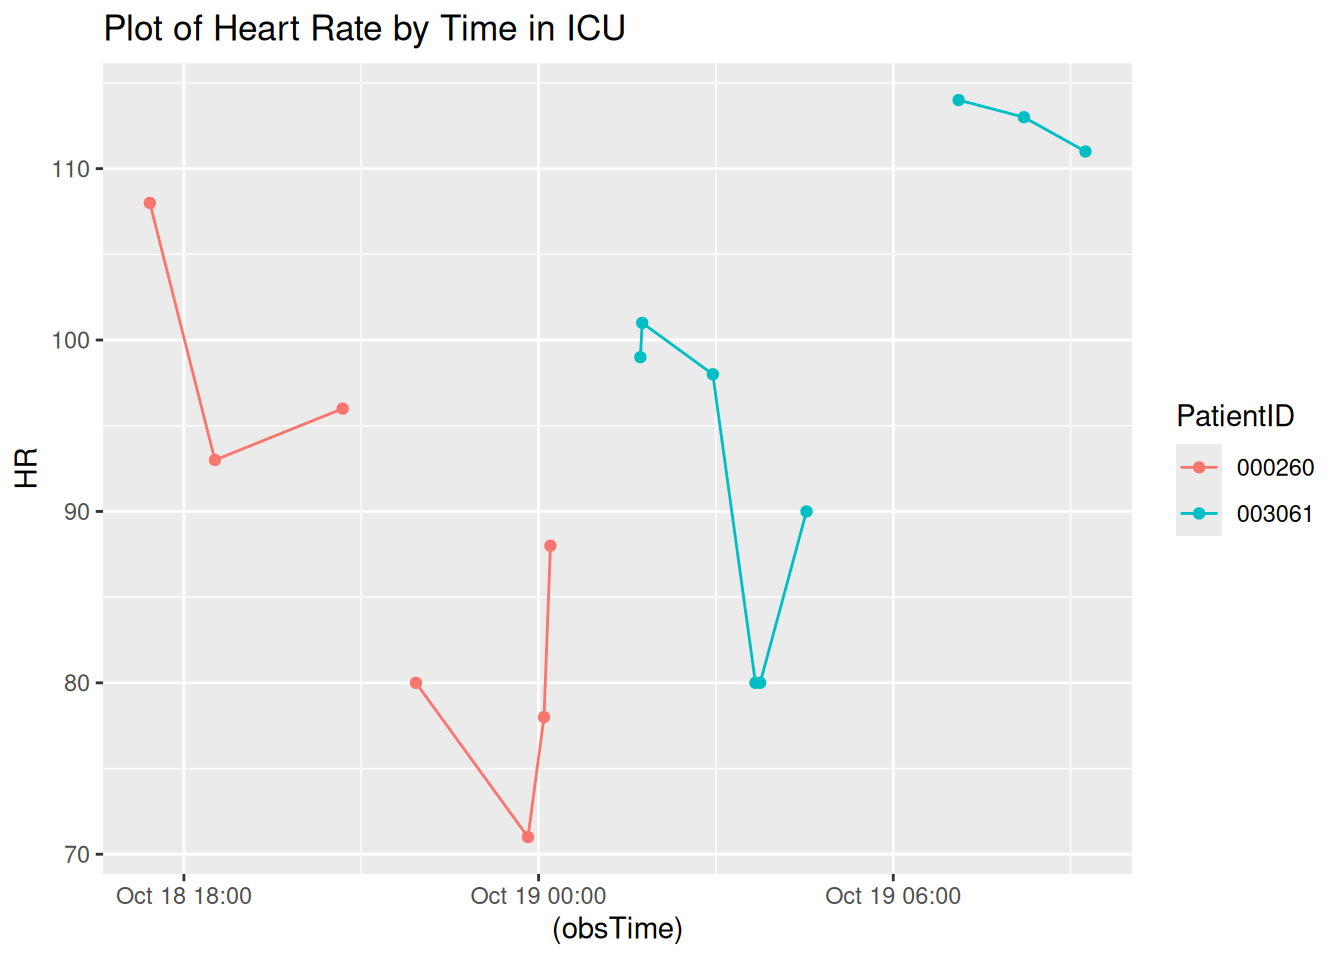 Plot of Heart Rate by Time in ICU
110
100
90
80
70
HR
Oct 18 18:00
Oct 19 00:00
Oct 19 06:00
(obsTime)
PatientID
000260
003061